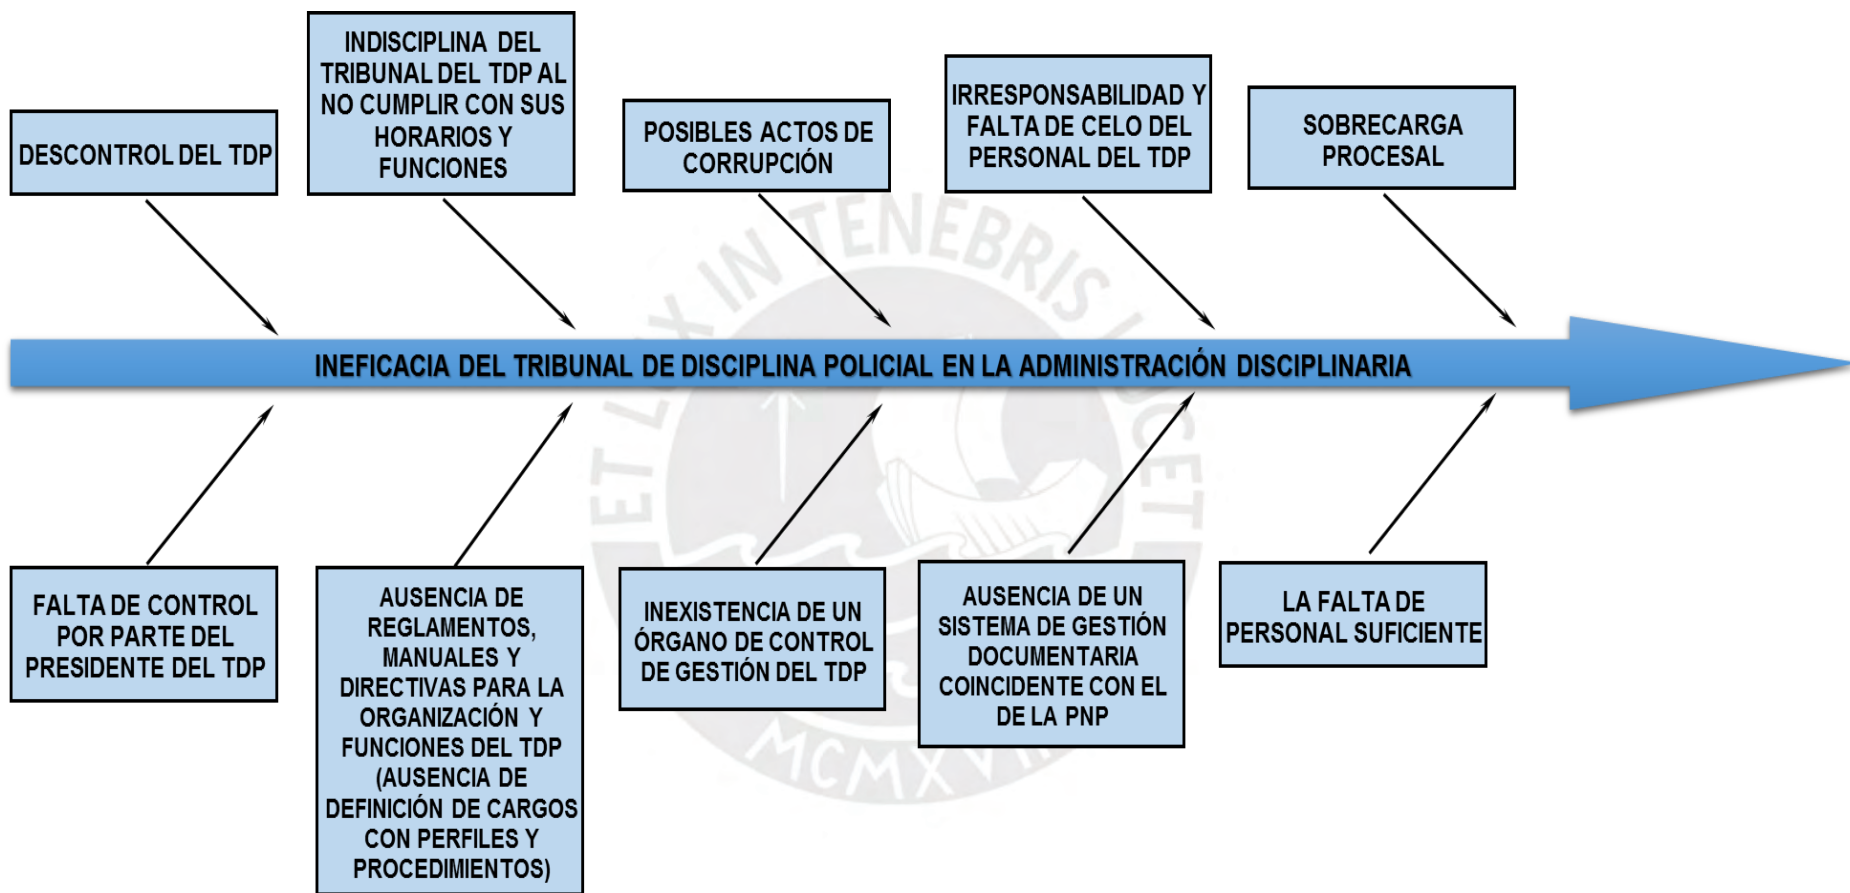 DESCONTROL DEL TDP
INDISCIPLINA DEL
TRIBUNAL DEL TDP AL
NO CUMPLIR CON SUS
HORARIOS Y
FUNCIONES
POSIBLES ACTOS DE
CORRUPCIÓN
IRRESPONSABILIDAD Y
FALTA DE CELO DEL
PERSONAL DEL TDP
SOBRECARGA
PROCESAL
INEFICACIA DEL TRIBUNAL DE DISCIPLINA POLICIAL EN LA ADMINISTRACIÓN DISCIPLINARIA
FALTA DE CONTROL
POR PARTE DEL
PRESIDENTE DEL TDP
AUSENCIA DE
REGLAMENTOS,
MANUALES Y
DIRECTIVAS PARA LA
ORGANIZACIÓN Y
FUNCIONES DEL TDP
(AUSENCIA DE
DEFINICIÓN DE CARGOS
CON PERFILES Y
PROCEDIMIENTOS)
INEXISTENCIA DE UN
ÓRGANO DE CONTROL
DE GESTIÓN DEL TDP
AUSENCIA DE UN
SISTEMA DE GESTIÓN
DOCUMENTARIA
COINCIDENTE CON EL
DE LA PNP
LA FALTA DE
PERSONAL SUFICIENTE
ET LUX IN TENEBRIS LUCET